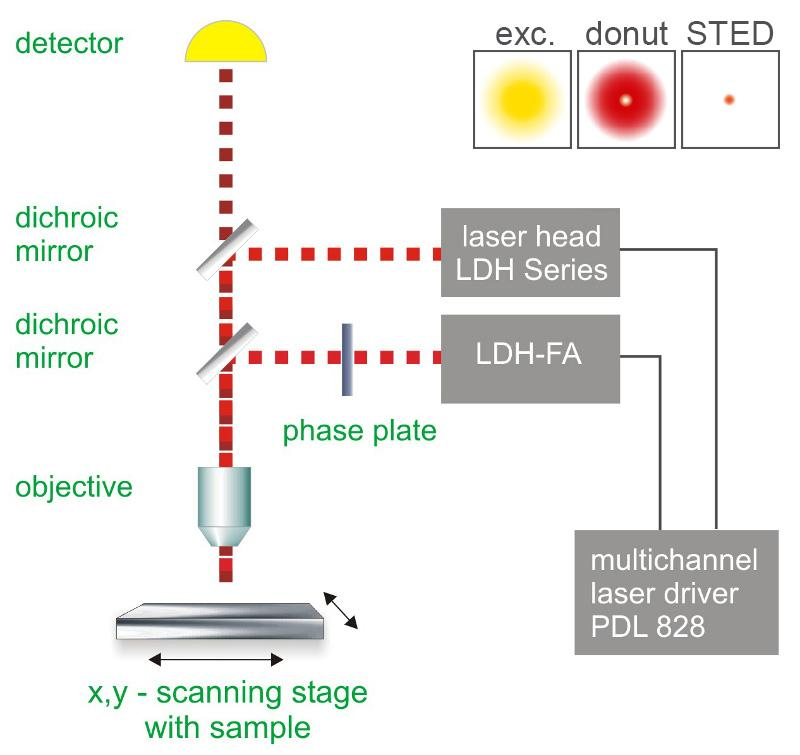 detector
exc. donut STED
dichroic
mirror
laser head
LDH Series
dichroic
mirror
LDH-FA
phase plate
objective
multichannel
laser driver
PDL 828
x,y - scanning stage
with sample